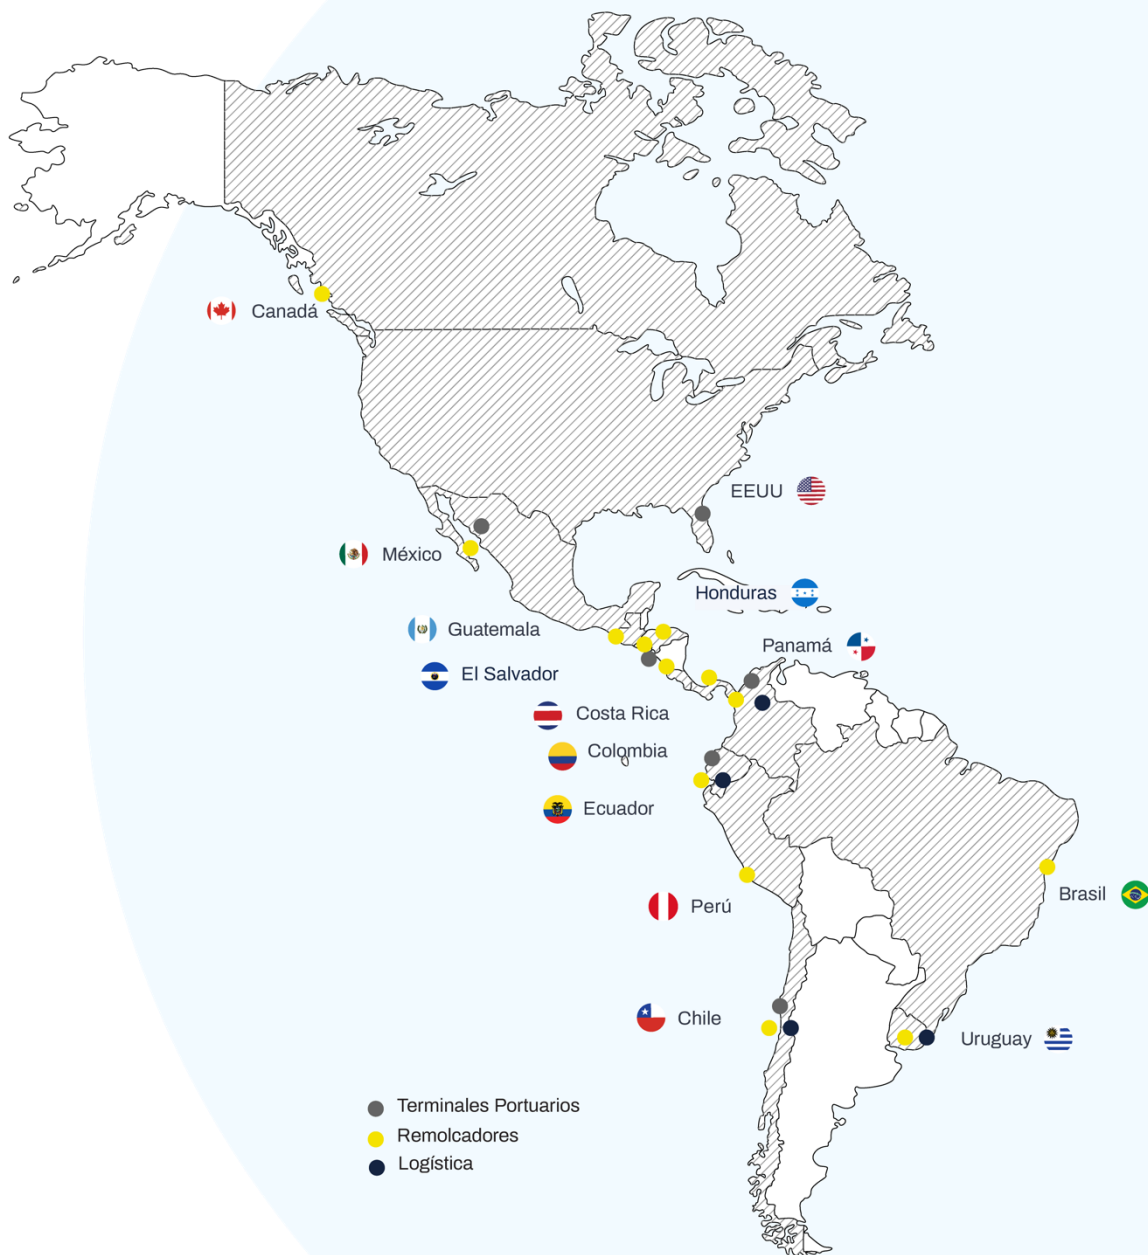 Canadá
EEUU
México
Honduras
Guatemala
Panamá
El Salvador
Costa Rica
Colombia
Ecuador
Brasil
Perú
Chile
Uruguay
Terminales Portuarios
Remolcadores
Logística